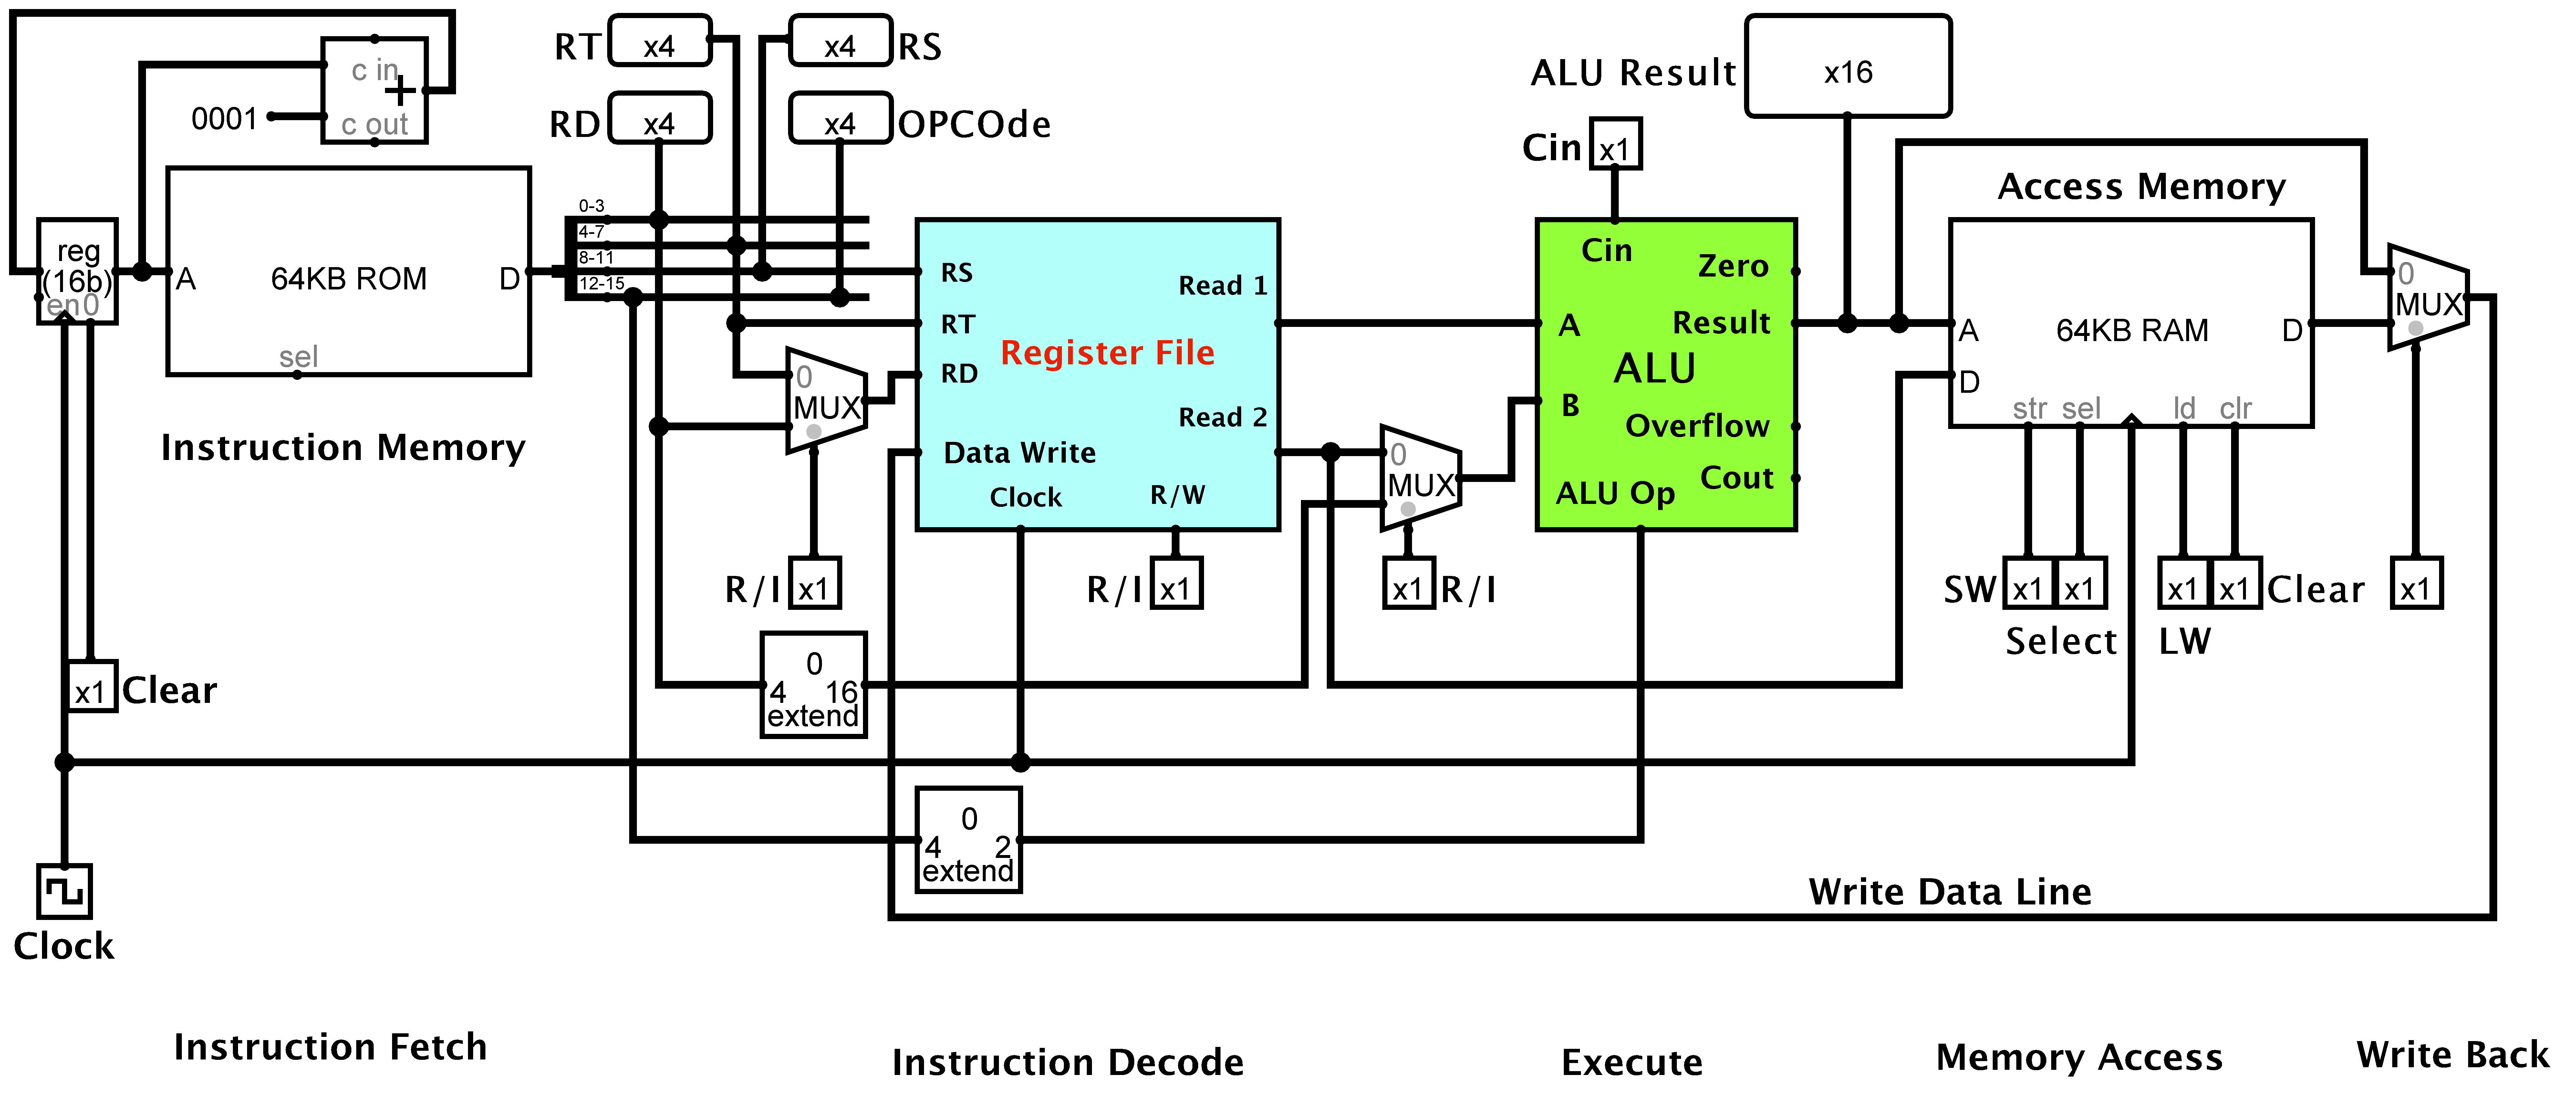 RT x4
x4 RS
RD x4
x4 OPCOde
ALU Result x16
c in
+
0001
c out
Cin x1
Access Memory
0-3
4-7
8-11
12-15
reg
(16b)
en 0
A 64KB ROM D
sel
Instruction Memory
RS
RT
RD
Read 1
Register File
Read 2
Data Write
Clock R/W
0
MUX
0
MUX
Cin
Zero
A Result
ALU
B
Overflow
Cout
ALU Op
A 64KB RAM D
D
str sel ld clr
0
MUX
R/I x1
R/I x1
x1 R/I
SW x1 x1
x1 x1 Clear
x1
Select LW
x1 Clear
0
4 16
extend
0
4 2
extend
Write Data Line
Clock
Instruction Fetch
Instruction Decode
Execute
Memory Access
Write Back